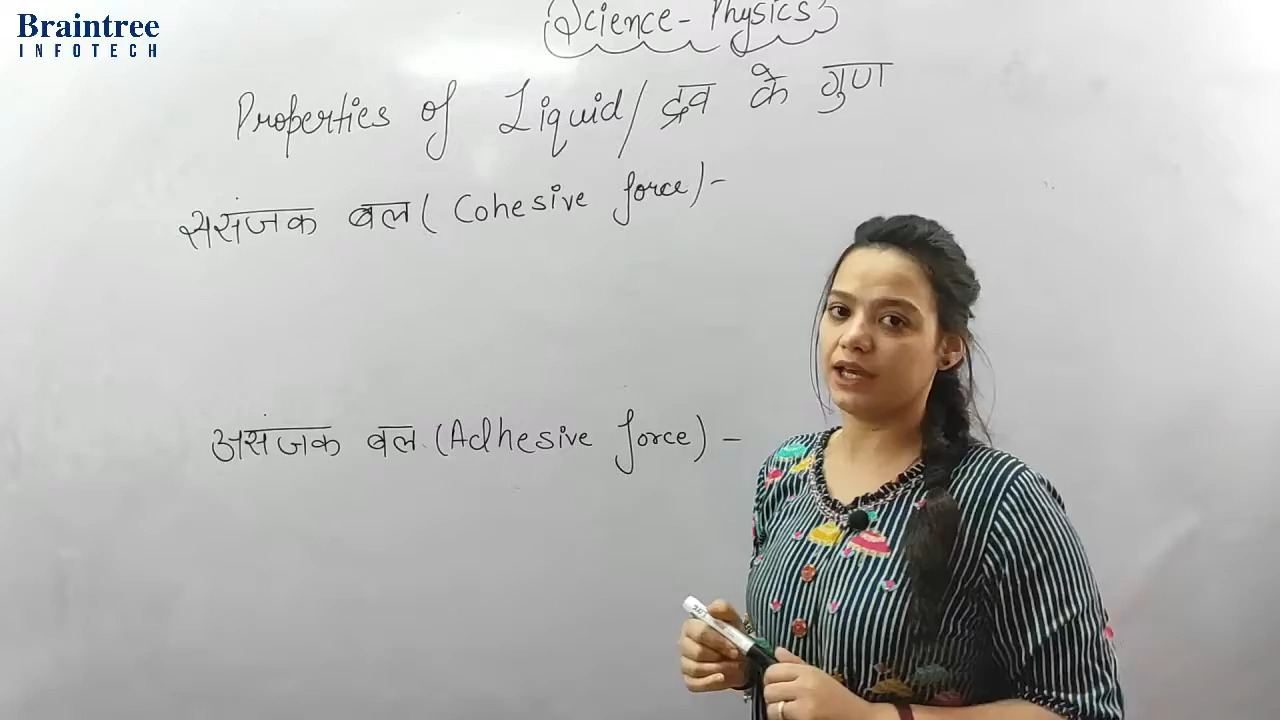 Braintree
INFOTECH
Science - Physics
Properties of Liquid / द्रव के गुण
ससंजक बल ( Cohesive force ) -
असंजक बल ( Adhesive force ) -